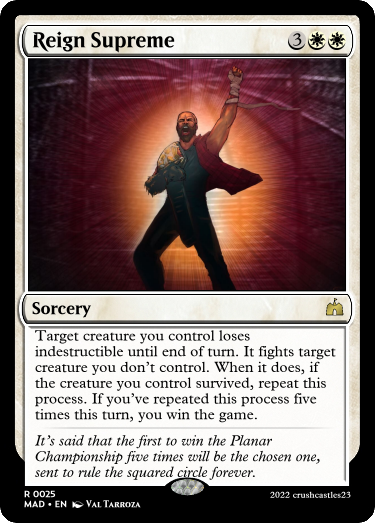 Reign Supreme 3
Sorcery
Target creature you control loses
indestructible until end of turn. It fights target
creature you don't control. When it does, if
the creature you control survived, repeat this
process. If you've repeated this process five
times this turn, you win the game.
It's said that the first to win the Planar
Championship five times will be the chosen one,
sent to rule the squared circle forever.
R 0025
MAD • EN VAL TARROZA
2022 crushcastles23